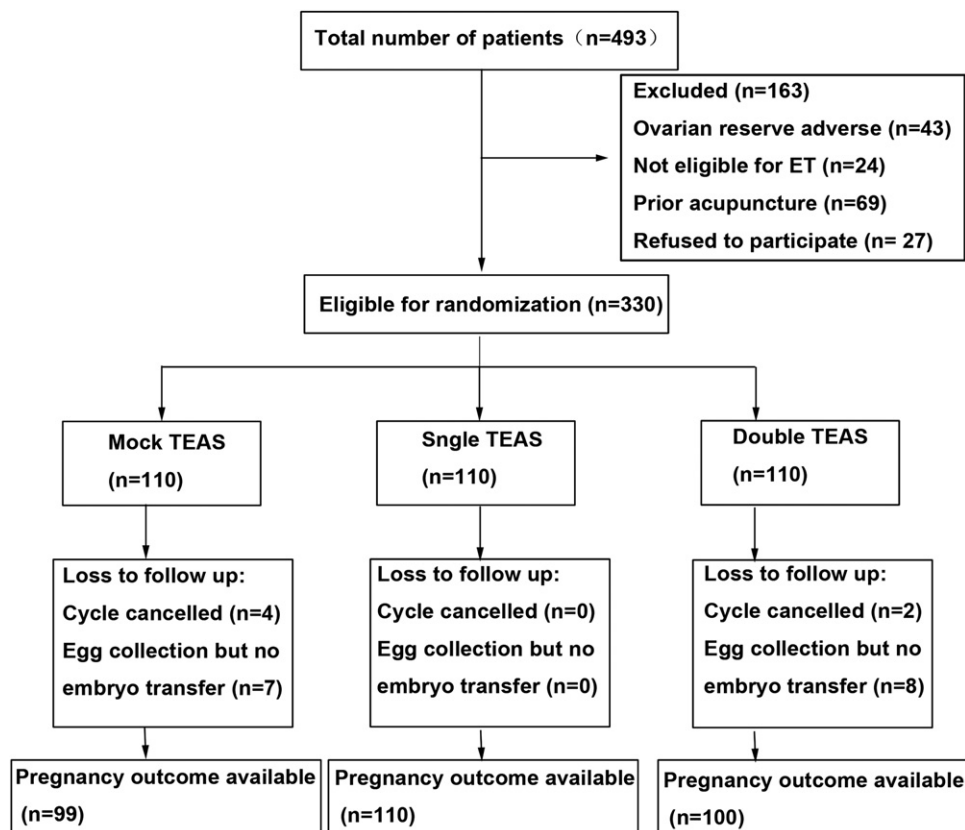 Total number of patients（n=493）
Excluded (n=163)
Ovarian reserve adverse (n=43)
Not eligible for ET (n=24)
Prior acupuncture (n=69)
Refused to participate (n= 27)
Eligible for randomization (n=330)
Mock TEAS
(n=110)
Sngle TEAS
(n=110)
Double TEAS
(n=110)
Loss to follow up:
Cycle cancelled (n=4)
Egg collection but no
embryo transfer (n=7)
Loss to follow up:
Cycle cancelled (n=0)
Egg collection but no
embryo transfer (n=0)
Loss to follow up:
Cycle cancelled (n=2)
Egg collection but no
embryo transfer (n=8)
Pregnancy outcome available
(n=99)
Pregnancy outcome available
(n=110)
Pregnancy outcome available
(n=100)